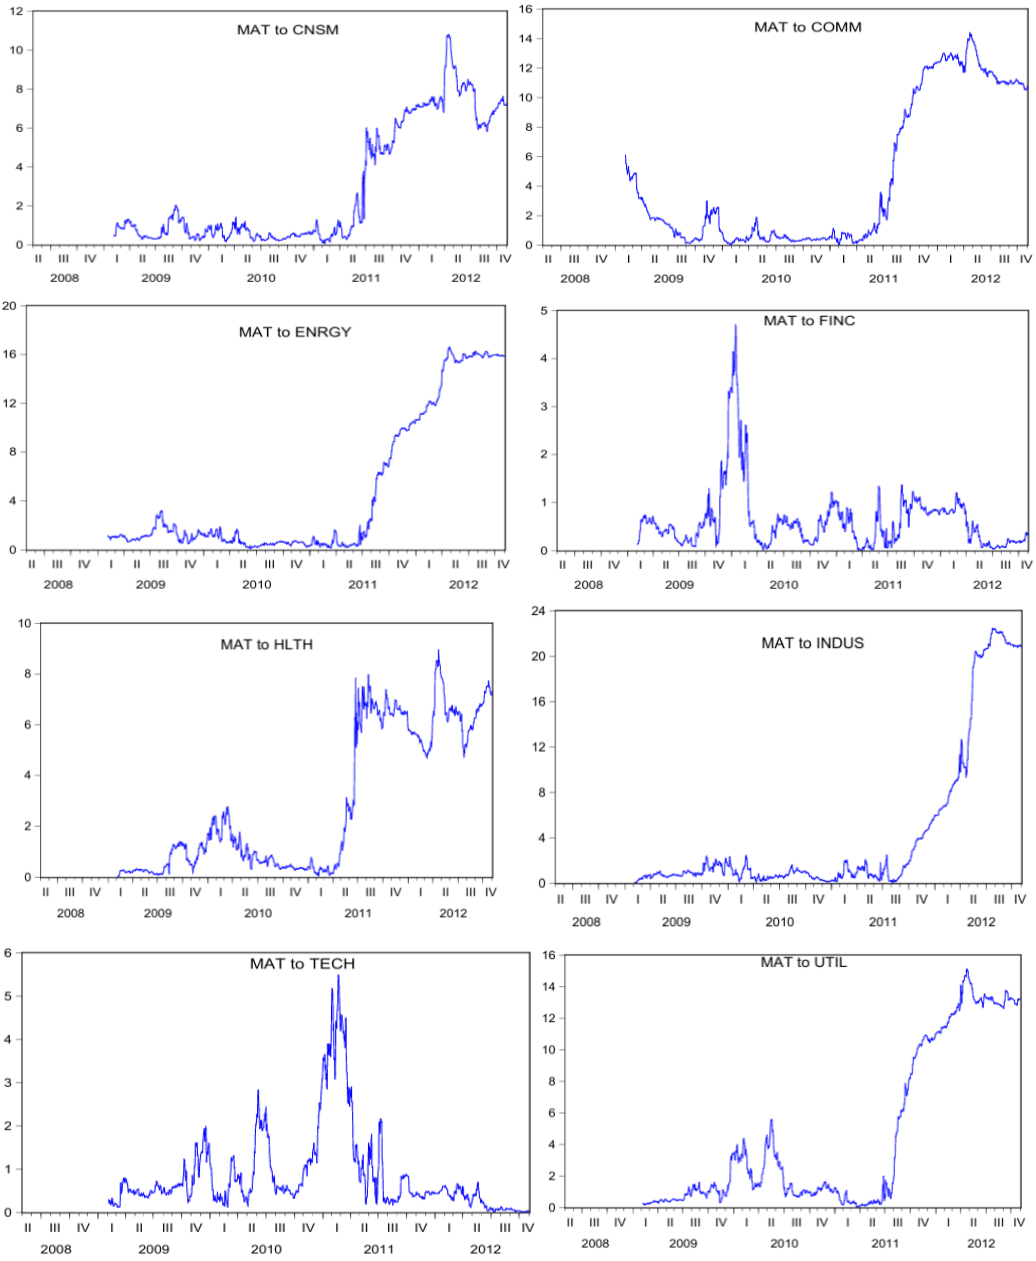 MAT to CNSM
12
10
8
6
4
2
0
II III IV I II III IV I II III IV I II III IV I II III IV
2008 2009 2010 2011 2012
MAT to COMM
16
14
12
10
8
6
4
2
0
II III IV I II III IV I II III IV I II III IV I II III IV
2008 2009 2010 2011 2012
MAT to ENRGY
20
16
12
8
4
0
II III IV I II III IV I II III IV I II III IV I II III IV
2008 2009 2010 2011 2012
MAT to FINC
5
4
3
2
1
0
II III IV I II III IV I II III IV I II III IV I II III IV
2008 2009 2010 2011 2012
MAT to HLTH
10
8
6
4
2
0
II III IV I II III IV I II III IV I II III IV I II III IV
2008 2009 2010 2011 2012
MAT to INDUS
24
20
16
12
8
4
0
II III IV I II III IV I II III IV I II III IV I II III IV
2008 2009 2010 2011 2012
MAT to TECH
6
5
4
3
2
1
0
II III IV I II III IV I II III IV I II III IV I II III IV
2008 2009 2010 2011 2012
MAT to UTIL
16
14
12
10
8
6
4
2
0
II III IV I II III IV I II III IV I II III IV I II III IV
2008 2009 2010 2011 2012